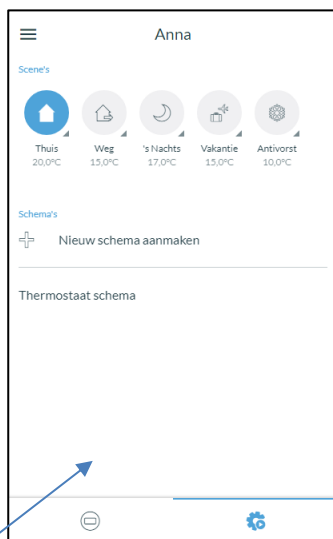 Anna
Scene's
Thuis Weg 's Nachts Vakantie Antivorst
20,0°C 15,0°C 17,0°C 15,0°C 10,0°C
Schema's
Nieuw schema aanmaken
Thermostaat schema